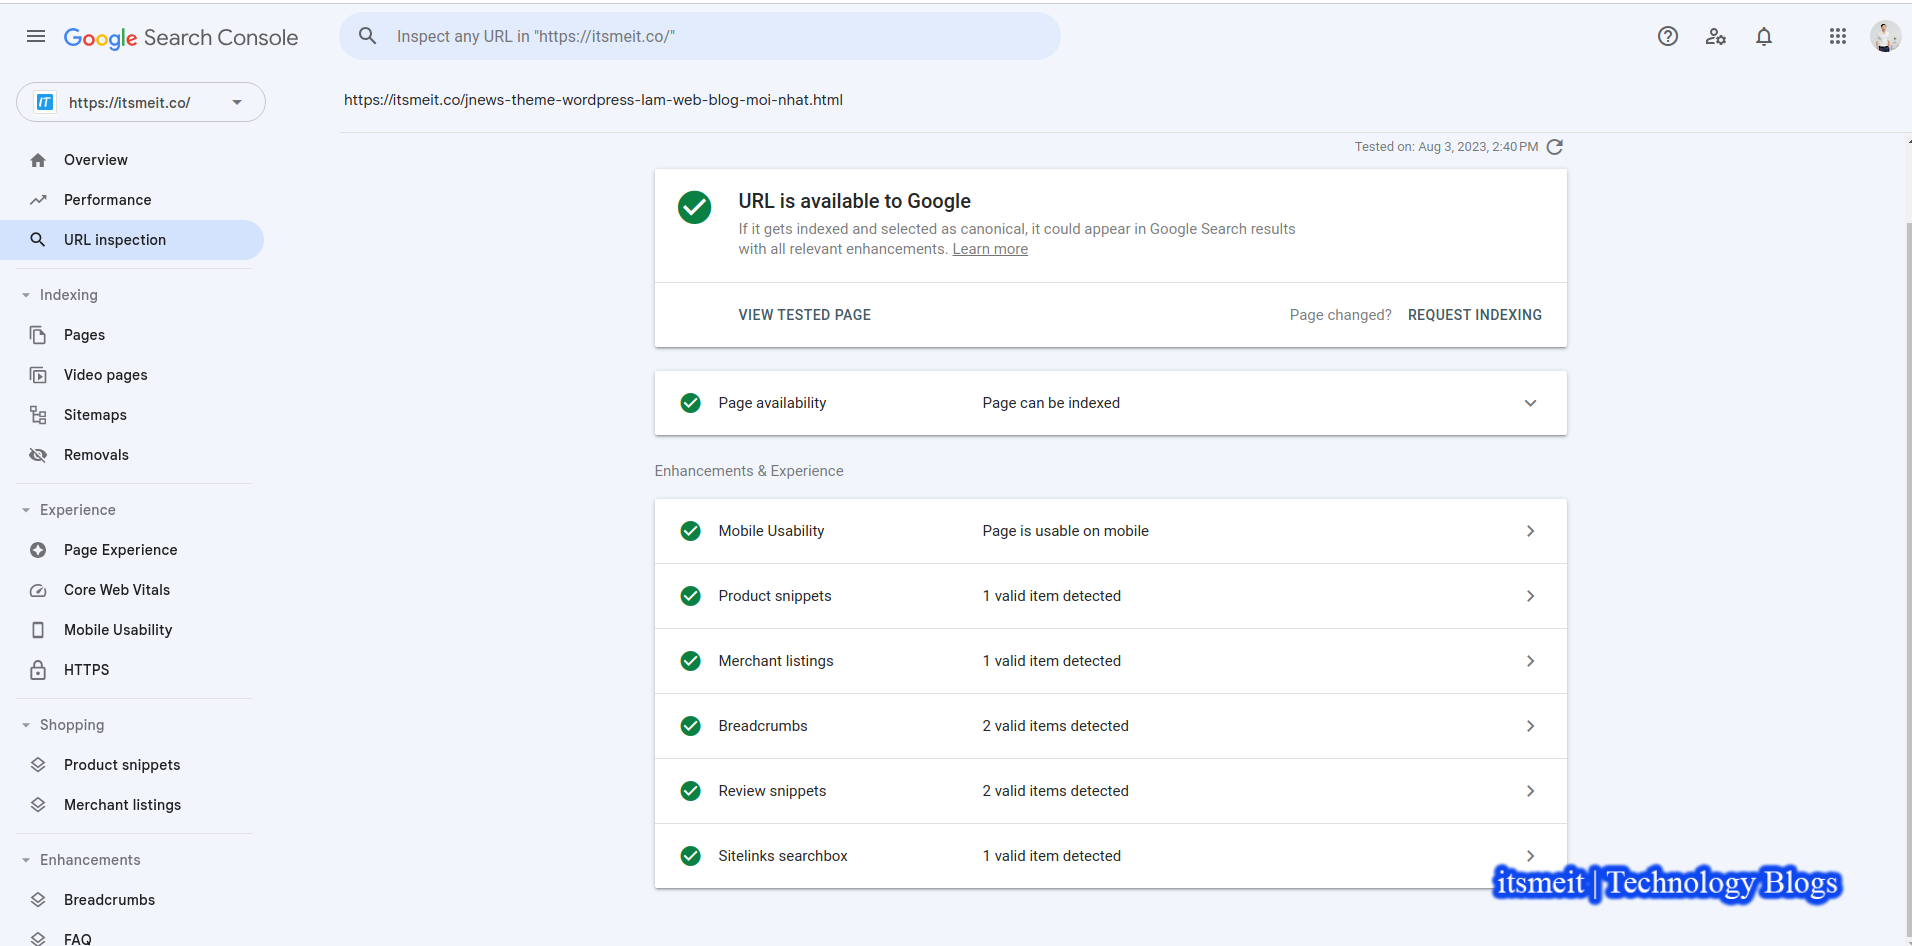 Google Search Console
Inspect any URL in "https://itsmeit.co/"
IT
https://itsmeit.co/
https://itsmeit.co/jnews-theme-wordpress-lam-web-blog-moi-nhat.html
Overview
Performance
URL inspection
Indexing
Pages
Video pages
Sitemaps
Removals
Experience
Page Experience
Core Web Vitals
Mobile Usability
HTTPS
Shopping
Product snippets
Merchant listings
Enhancements
Breadcrumbs
FAQ
Tested on: Aug 3, 2023, 2:40 PM
URL is available to Google
If it gets indexed and selected as canonical, it could appear in Google Search results
with all relevant enhancements. Learn more
VIEW TESTED PAGE
Page changed? REQUEST INDEXING
Page availability Page can be indexed
Enhancements & Experience
Mobile Usability Page is usable on mobile
Product snippets 1 valid item detected
Merchant listings 1 valid item detected
Breadcrumbs 2 valid items detected
Review snippets 2 valid items detected
Sitelinks searchbox 1 valid item detected
itsmeit | Technology Blogs